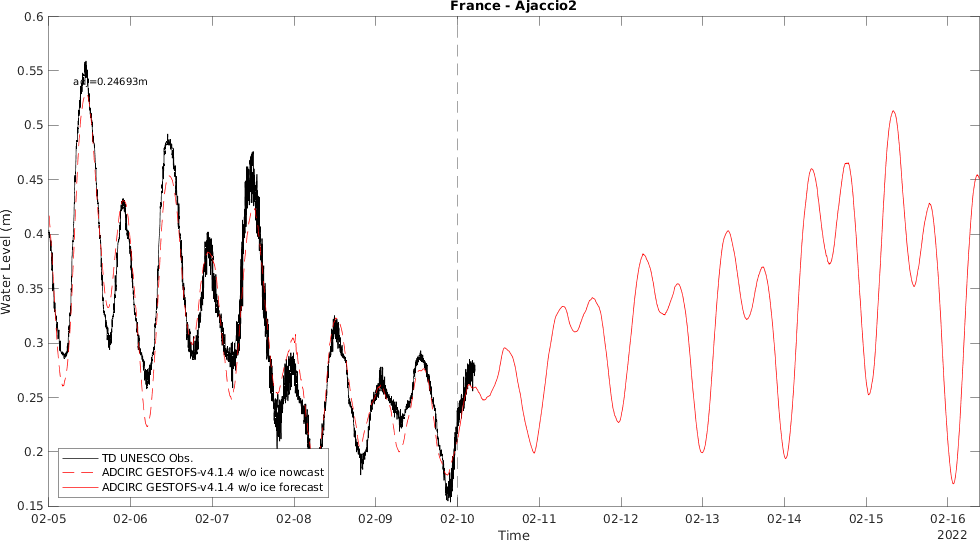 France - Ajaccio2
0.6
0.55
0.5
0.45
0.4
0.35
0.3
0.25
0.2
0.15
Water Level (m)
=0.24693m
TD UNESCO Obs.
ADCIRC GESTOFS-v4.1.4 w/o ice nowcast
ADCIRC GESTOFS-v4.1.4 w/o ice forecast
02-05 02-06 02-07 02-08 02-09 02-10 02-11 02-12 02-13 02-14 02-15 02-16
Time
2022